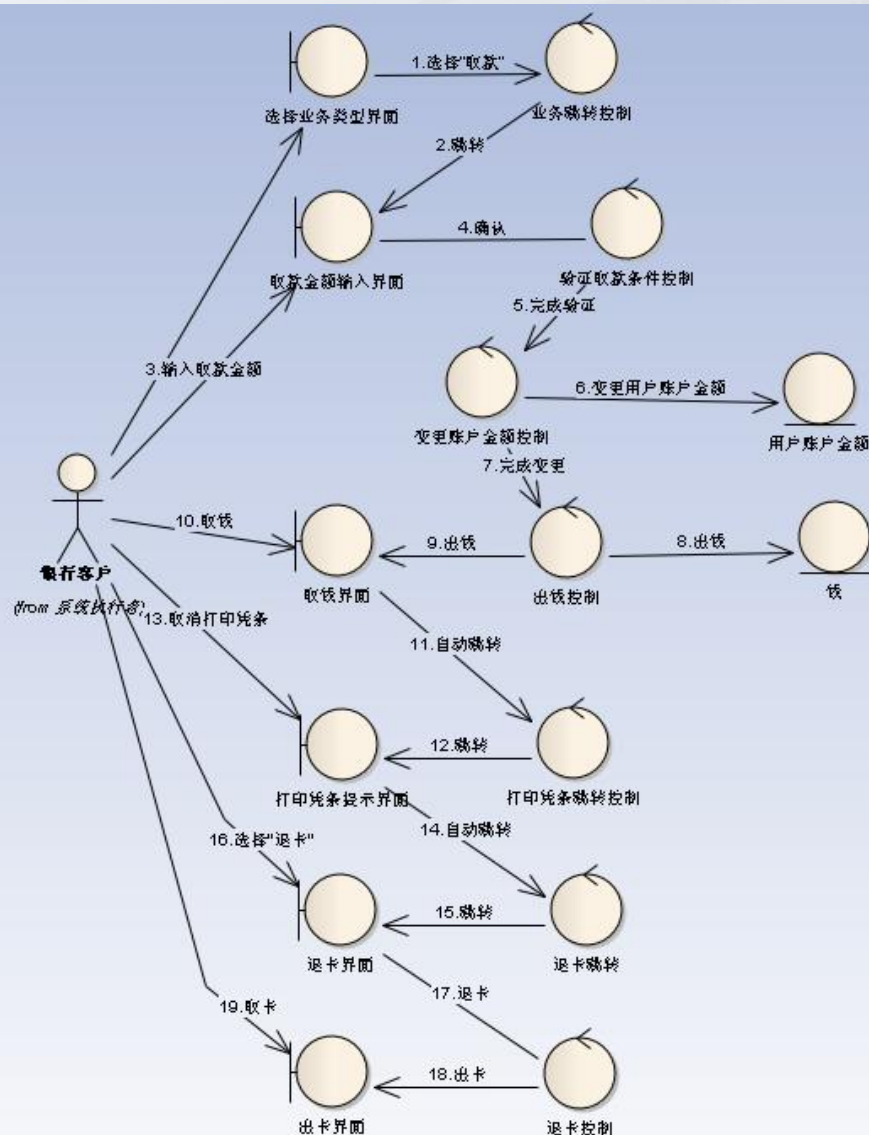 1.选择"取款"
选择业务类型界面
业务跳转控制
2.跳转
4.确认
取款金额输入界面
验证取款条件控制
5.完成验证
3.输入取款金额
6.变更用户账户金额
变更账户金额控制
用户账户金额
7.完成变更
10.取钱
9.出钱
8.出钱
银行客户
取钱界面
出钱控制
钱
(from 系统执行者)
13.取消打印凭条
11.自动跳转
12.跳转
打印凭条提示界面
打印凭条跳转控制
14.自动跳转
16.选择"退卡"
15.跳转
退卡界面
退卡跳转
17.退卡
19.取卡
18.出卡
出卡界面
退卡控制